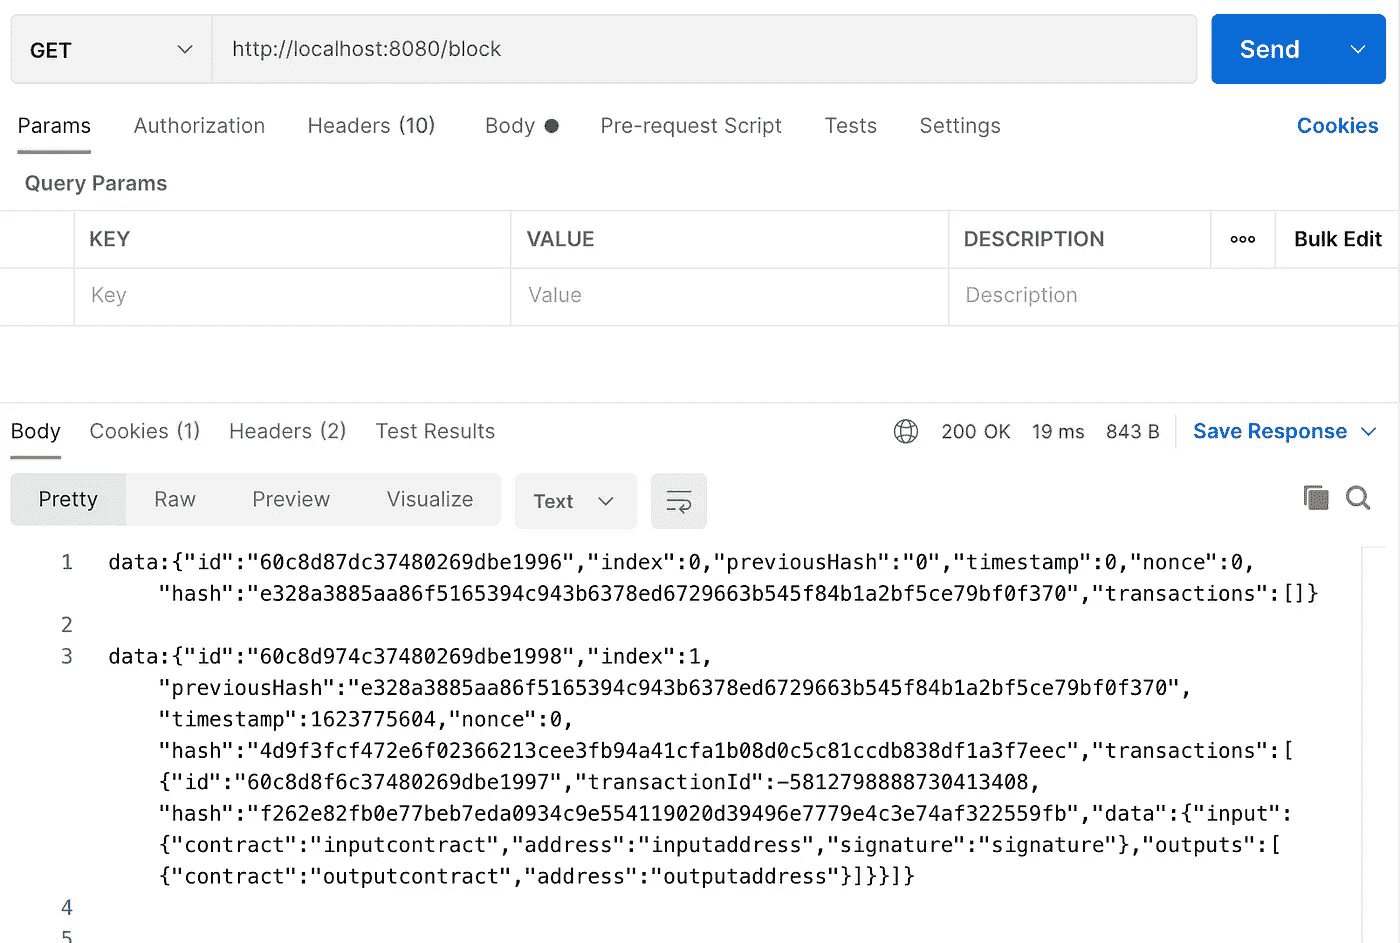 GET http://localhost:8080/block Send
Params Authorization Headers (10) Body Pre-request Script Tests Settings Cookies
Query Params
KEY VALUE DESCRIPTION ooo Bulk Edit
Key Value Description
Body Cookies (1) Headers (2) Test Results 200 OK 19 ms 843 B Save Response
Pretty Raw Preview Visualize Text
1 data:{"id":"60c8d87dc37480269dbe1996","index":0,"previousHash":"0","timestamp":0,"nonce":0,
"hash":"e328a3885aa86f5165394c943b6378ed6729663b545f84b1a2bf5ce79bf0f370","transactions":[]}
2
3 data:{"id":"60c8d974c37480269dbe1998","index":1,
"previousHash":"e328a3885aa86f5165394c943b6378ed6729663b545f84b1a2bf5ce79bf0f370",
"timestamp":1623775604,"nonce":0,
"hash":"4d9f3fcf472e6f02366213cee3fb94a41cfa1b08d0c5c81ccdb838df1a3f7eec","transactions":[
{"id":"60c8d8f6c37480269dbe1997","transactionId":-5812798888730413408,
"hash":"f262e82fb0e77beb7eda0934c9e554119020d39496e7779e4c3e74af322559fb","data":{"input":
{"contract":"inputcontract","address":"inputaddress","signature":"signature"},"outputs":[
{"contract":"outputcontract","address":"outputaddress"}]}}]}
4
5